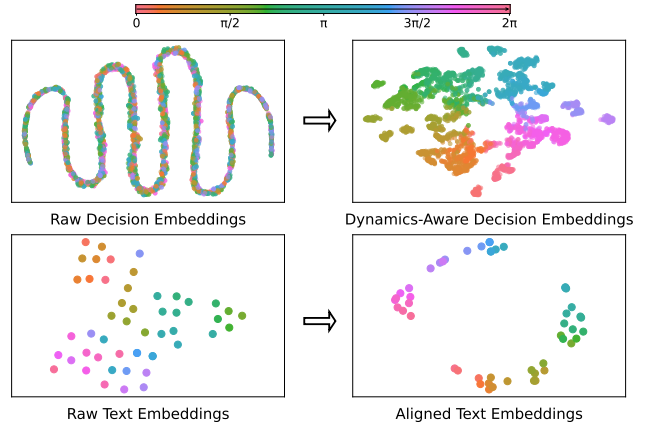 0 π/2 π 3π/2 2π
Raw Decision Embeddings
Dynamics-Aware Decision Embeddings
Raw Text Embeddings
Aligned Text Embeddings